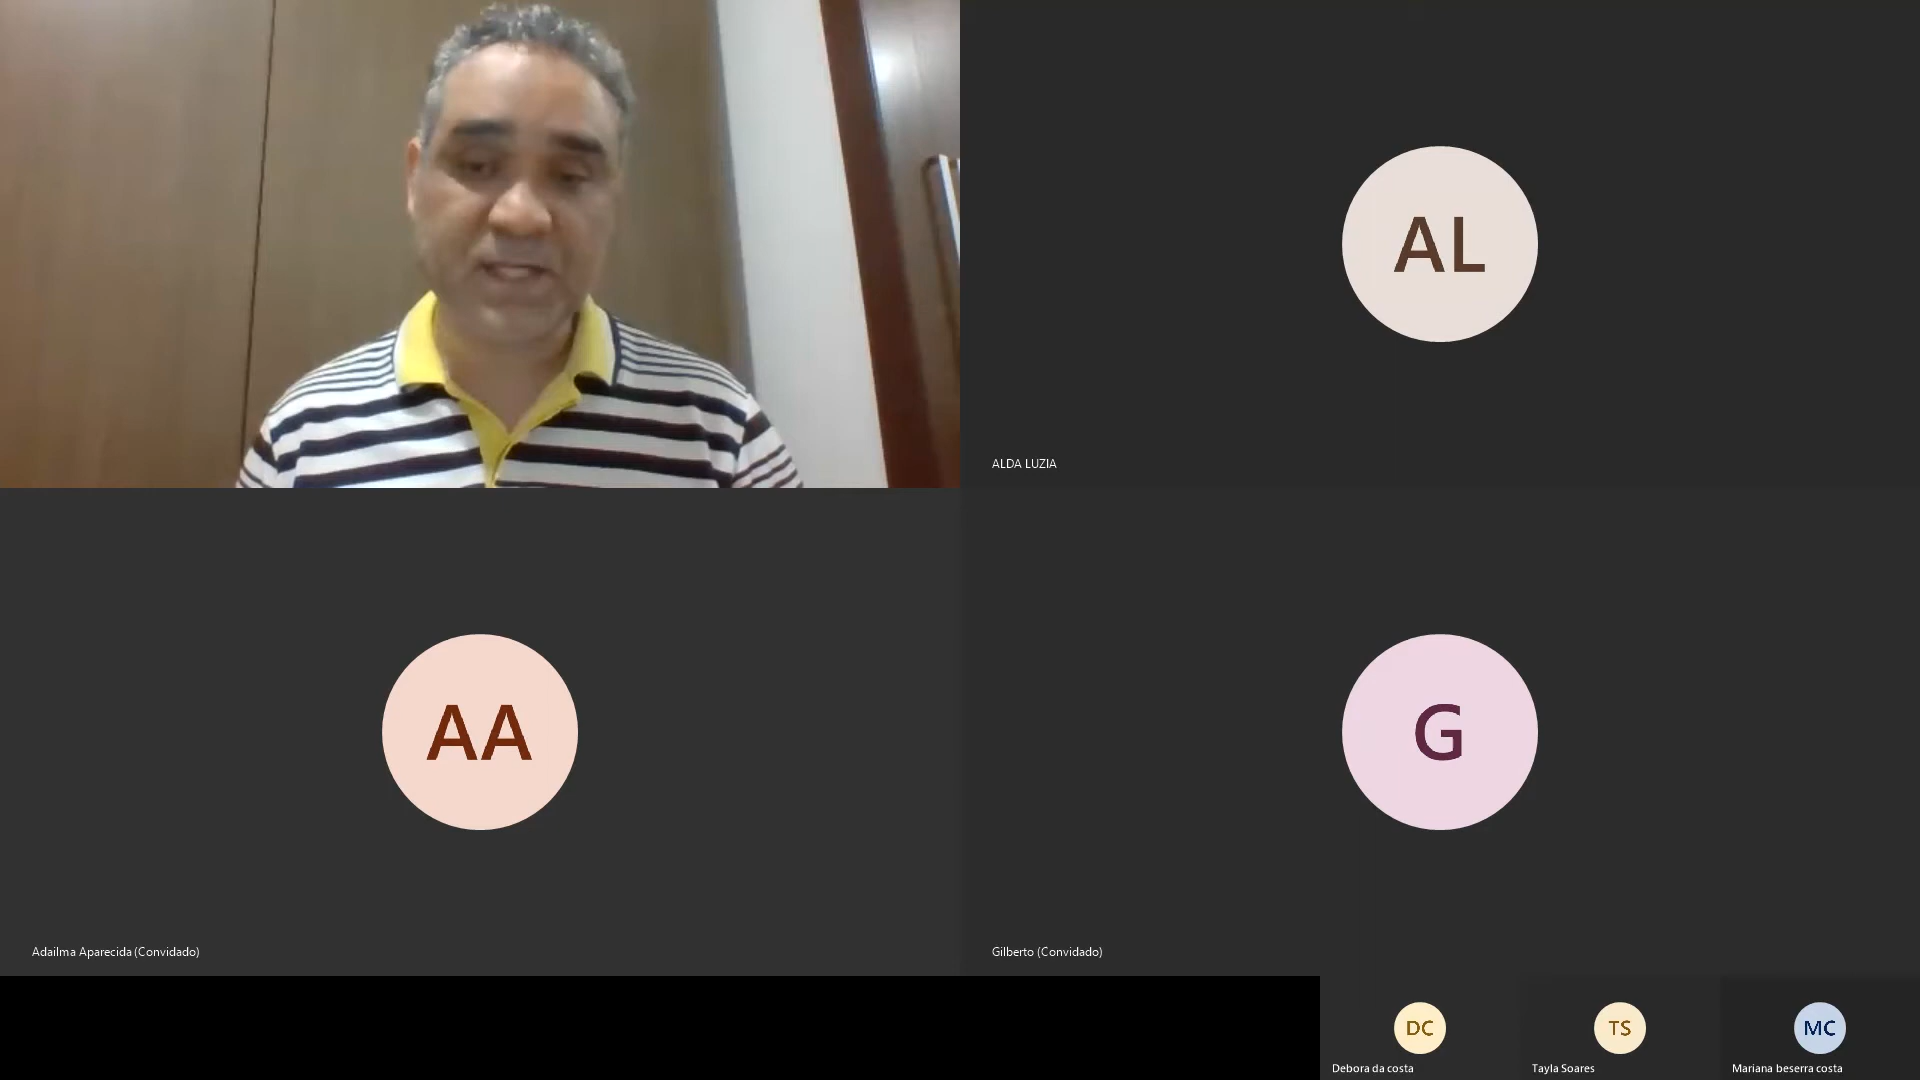 AL
ALDA LUZIA
AA
Adailma Aparecida (Convidado)
G
Gilberto (Convidado)
DC
Debora da costa
TS
Tayla Soares
MC
Mariana beserra costa